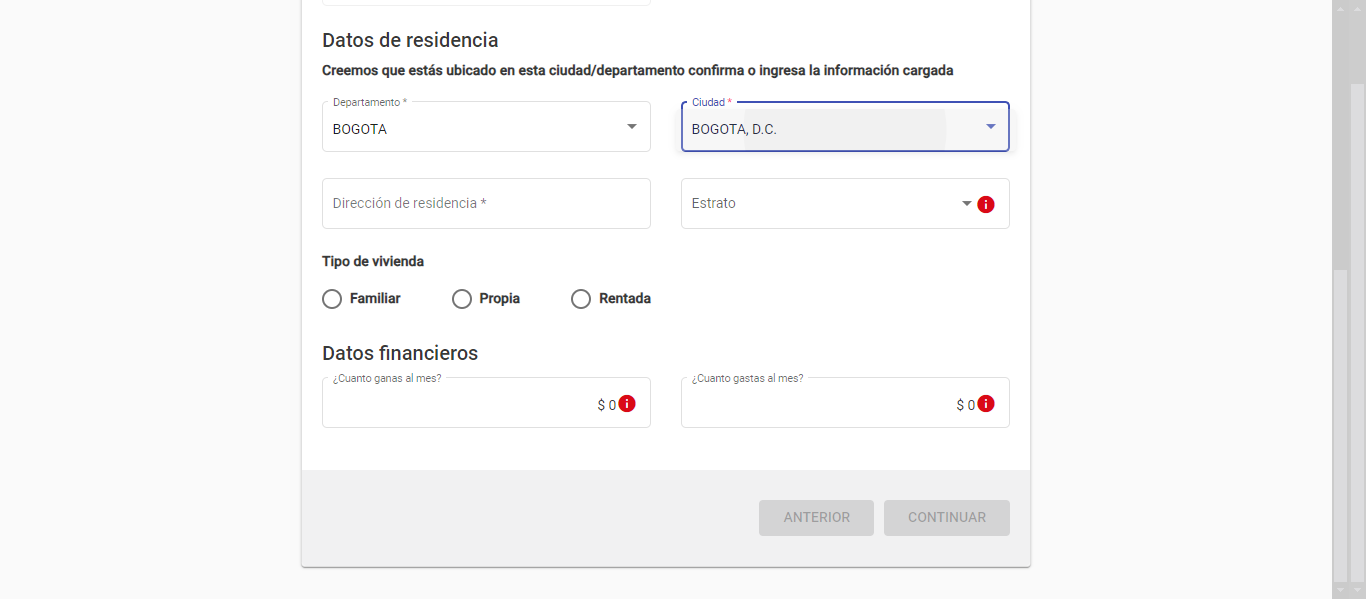 Datos de residencia
Creemos que estás ubicado en esta ciudad/departamento confirma o ingresa la información cargada
Departamento * Ciudad *
BOGOTA BOGOTA, D.C.
Dirección de residencia * Estrato
Tipo de vivienda
Familiar Propia Rentada
Datos financieros
¿Cuanto ganas al mes? ¿Cuanto gastas al mes?
$ 0 $ 0
ANTERIOR CONTINUAR